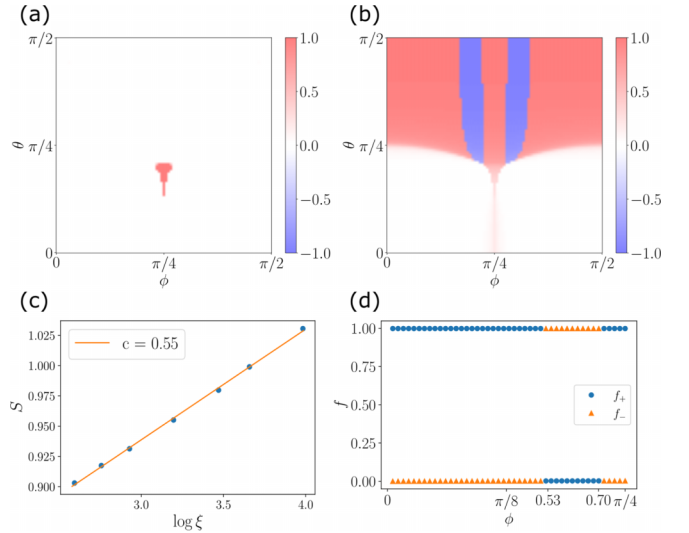 (a)
(b)
π/2
π/4
0
θ
0
π/4
π/2
ϕ
1.0
0.5
0.0
−0.5
−1.0
π/2
π/4
0
θ
0
π/4
π/2
ϕ
1.0
0.5
0.0
−0.5
−1.0
(c)
(d)
1.025
1.000
0.975
0.950
0.925
0.900
S
c = 0.55
3.0
3.5
4.0
log ξ
1.00
0.75
0.50
0.25
0.00
f
f₊
f₋
0
π/8
0.53
0.70
π/4
ϕ